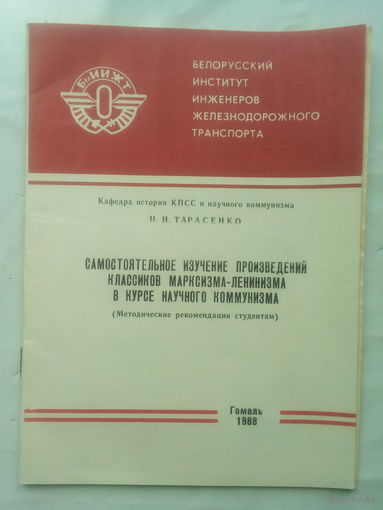 БелИИЖТ
БЕЛОРУССКИЙ
ИНСТИТУТ
ИНЖЕНЕРОВ
ЖЕЛЕЗНОДОРОЖНОГО
ТРАНСПОРТА
Кафедра истории КПСС и научного коммунизма
Н. Н. ТАРАСЕНКО
САМОСТОЯТЕЛЬНОЕ ИЗУЧЕНИЕ ПРОИЗВЕДЕНИЙ
КЛАССИКОВ МАРКСИЗМА-ЛЕНИНИЗМА
В КУРСЕ НАУЧНОГО КОММУНИЗМА
(Методические рекомендации студентам)
Гомель
1988